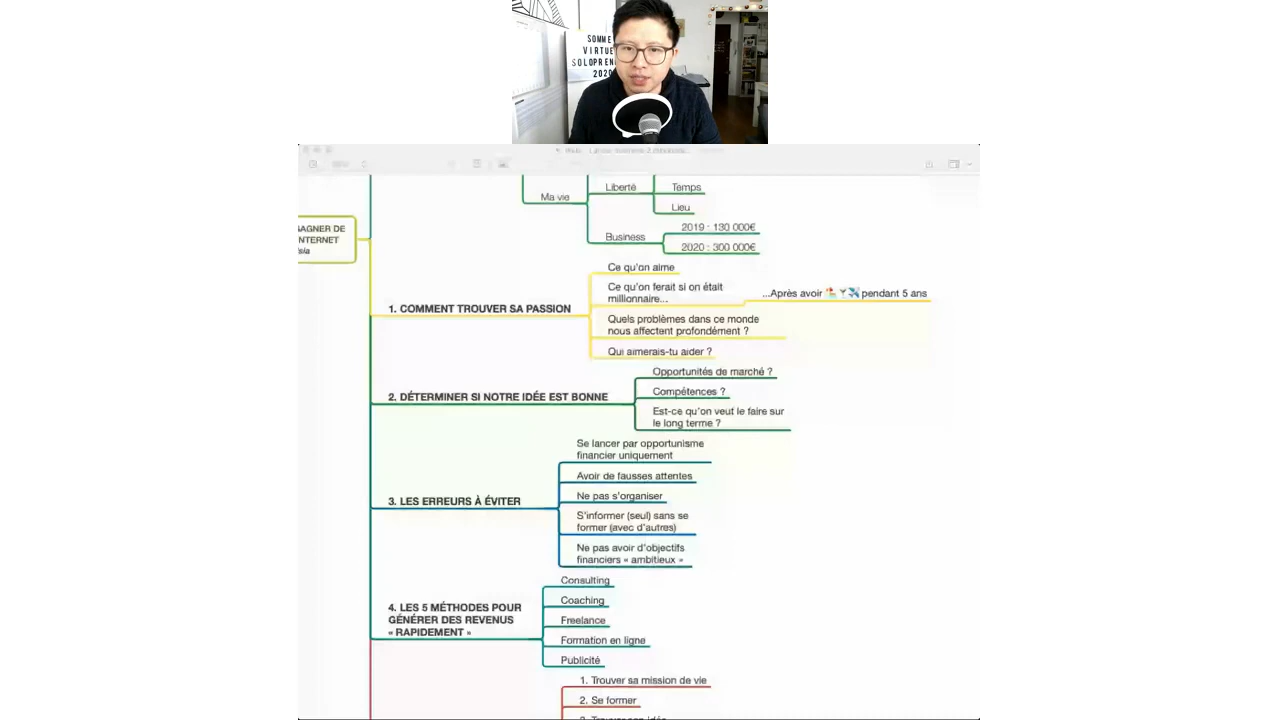 SOMME
VIRTUE
SOLOPREN
2020
Ma vie
Liberté
Temps
Lieu
Business
2019 : 130 000€
2020 : 300 000€
AGNER DE
NTERNET
1. COMMENT TROUVER SA PASSION
Ce qu'on aime
Ce qu'on ferait si on était
millionnaire...
...Après avoir 🏖️🍸✈️ pendant 5 ans
Quels problèmes dans ce monde
nous affectent profondément ?
Qui aimerais-tu aider ?
2. DÉTERMINER SI NOTRE IDÉE EST BONNE
Opportunités de marché ?
Compétences ?
Est-ce qu'on veut le faire sur
le long terme ?
3. LES ERREURS À ÉVITER
Se lancer par opportunisme
financier uniquement
Avoir de fausses attentes
Ne pas s'organiser
S'informer (seul) sans se
former (avec d'autres)
Ne pas avoir d'objectifs
financiers « ambitieux »
4. LES 5 MÉTHODES POUR
GÉNÉRER DES REVENUS
« RAPIDEMENT »
Consulting
Coaching
Freelance
Formation en ligne
Publicité
1. Trouver sa mission de vie
2. Se former